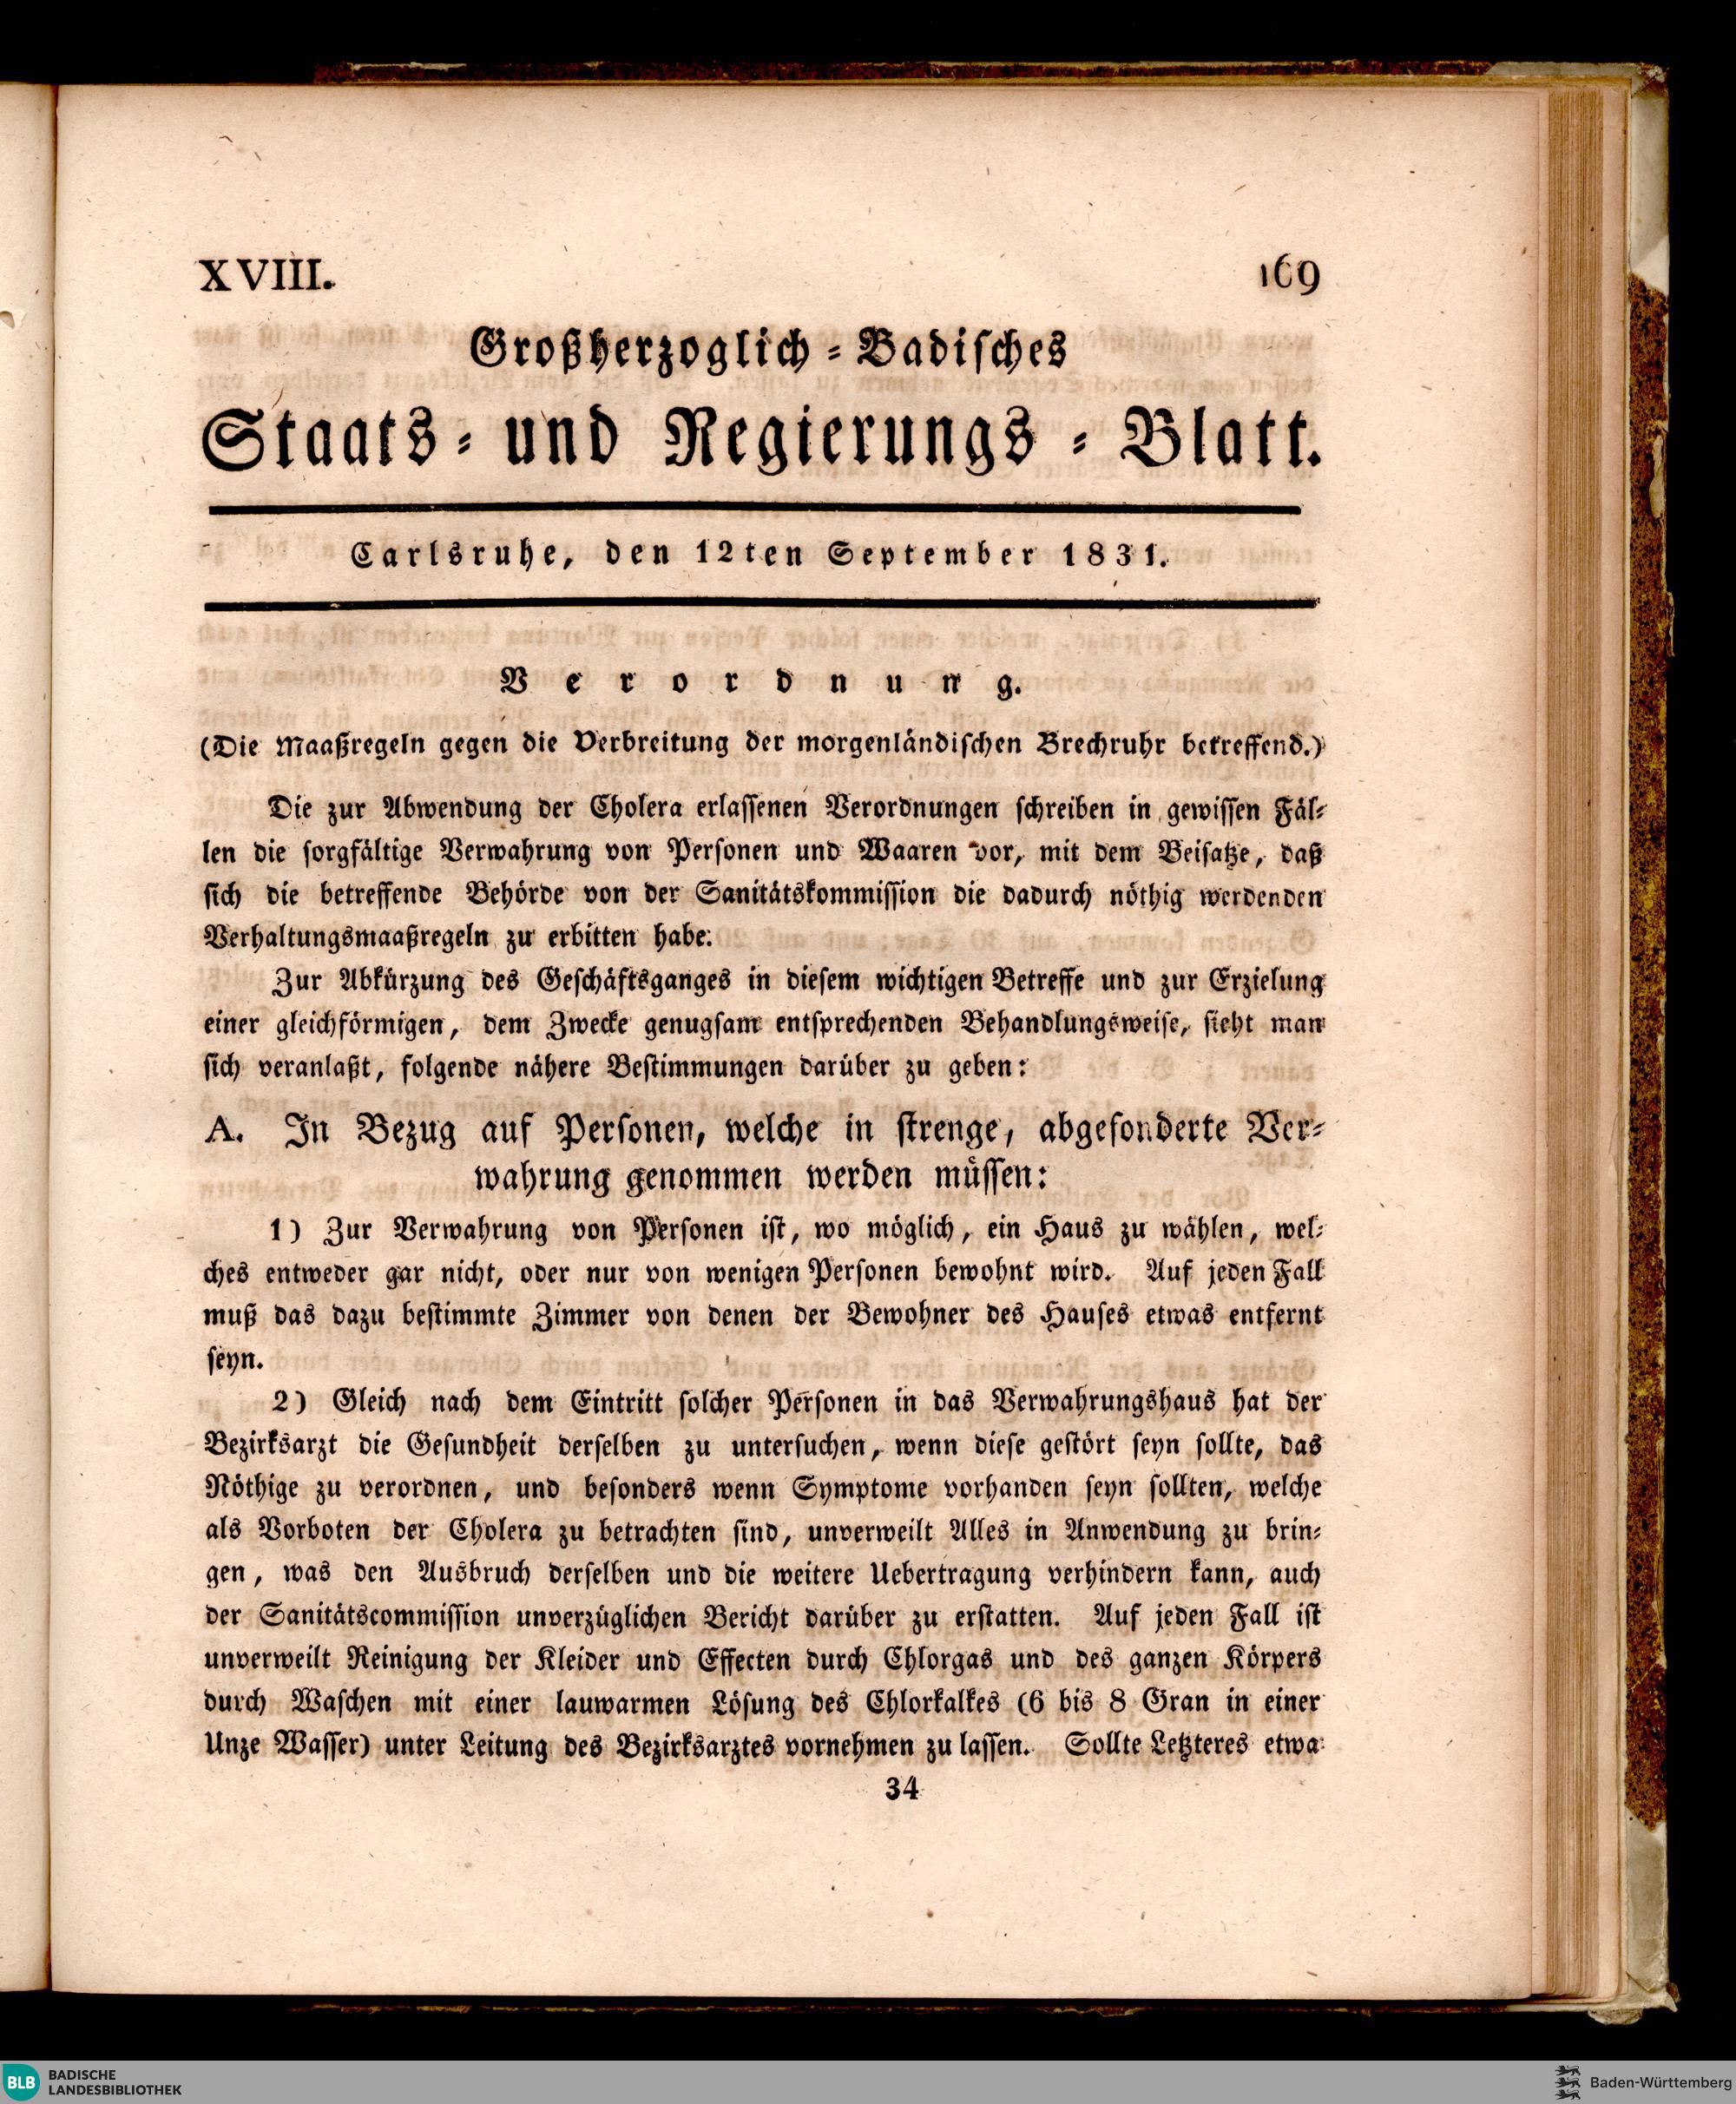 XVIII. 169
Großherzoglich-Badisches
Staats- und Regierungs-Blatt.
Carlsruhe, den 12ten September 1831.
Verordnung.
(Die Maaßregeln gegen die Verbreitung der morgenländischen Brechruhr betreffend.)
Die zur Abwendung der Cholera erlassenen Verordnungen schreiben in gewissen Fäl-
len die sorgfältige Verwahrung von Personen und Waaren vor, mit dem Beisatze, daß
sich die betreffende Behörde von der Sanitätskommission die dadurch nöthig werdenden
Verhaltungsmaaßregeln zu erbitten habe.
Zur Abkürzung des Geschäftsganges in diesem wichtigen Betreffe und zur Erzielung
einer gleichförmigen, dem Zwecke genugsam entsprechenden Behandlungsweise, sieht man
sich veranlaßt, folgende nähere Bestimmungen darüber zu geben:
A. In Bezug auf Personen, welche in strenge, abgesonderte Ver-
wahrung genommen werden müssen:
1) Zur Verwahrung von Personen ist, wo möglich, ein Haus zu wählen, wel-
ches entweder gar nicht, oder nur von wenigen Personen bewohnt wird. Auf jeden Fall
muß das dazu bestimmte Zimmer von denen der Bewohner des Hauses etwas entfernt
seyn.
2) Gleich nach dem Eintritt solcher Personen in das Verwahrungshaus hat der
Bezirksarzt die Gesundheit derselben zu untersuchen, wenn diese gestört seyn sollte, das
Nöthige zu verordnen, und besonders wenn Symptome vorhanden seyn sollten, welche
als Vorboten der Cholera zu betrachten sind, unverweilt Alles in Anwendung zu brin-
gen, was den Ausbruch derselben und die weitere Uebertragung verhindern kann, auch
der Sanitätscommission unverzüglichen Bericht darüber zu erstatten. Auf jeden Fall ist
unverweilt Reinigung der Kleider und Effecten durch Chlorgas und des ganzen Körpers
durch Waschen mit einer lauwarmen Lösung des Chlorkalkes (6 bis 8 Gran in einer
Unze Wasser) unter Leitung des Bezirksarztes vornehmen zu lassen. Sollte Letzteres etwa
34
BLB BADISCHE
LANDESBIBLIOTHEK
Baden-Württemberg